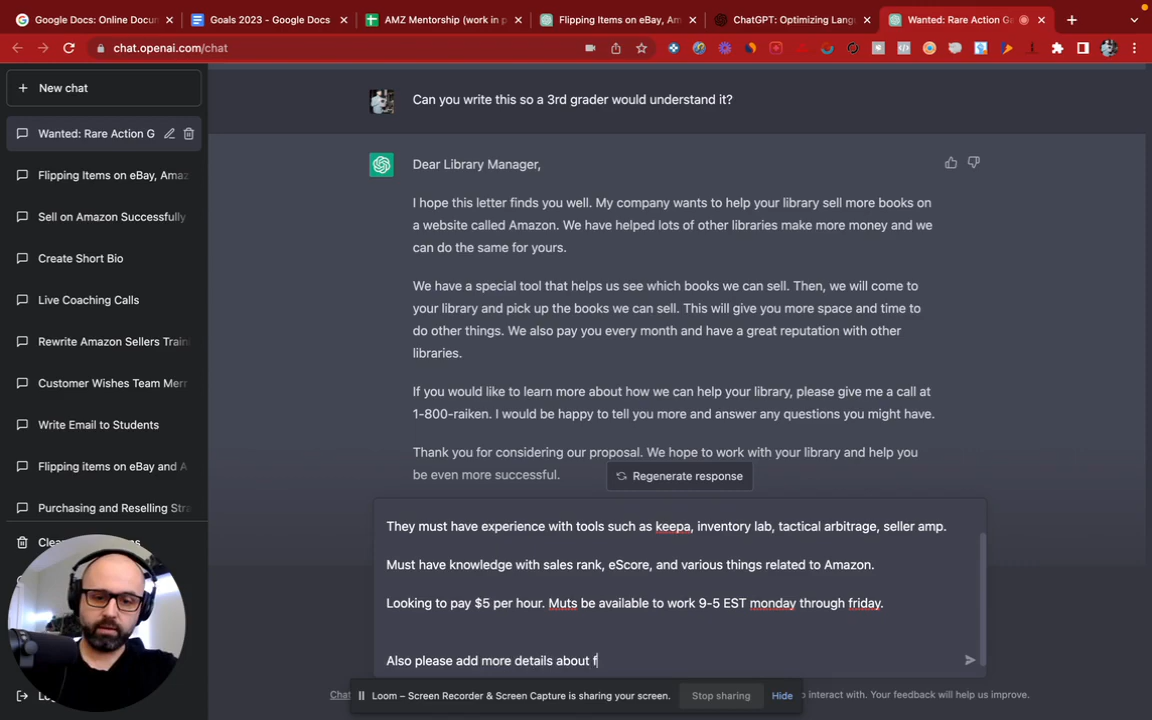 Google Docs: Online Docun
Goals 2023 - Google Docs
AMZ Mentorship (work in p
Flipping Items on eBay, Am
ChatGPT: Optimizing Lang
Wanted: Rare Action Ga
chat.openai.com/chat
New chat
Wanted: Rare Action G
Flipping Items on eBay, Amaz
Sell on Amazon Successfully
Create Short Bio
Live Coaching Calls
Rewrite Amazon Sellers Traini
Customer Wishes Team Merr
Write Email to Students
Flipping items on eBay and A
Purchasing and Reselling Stra
Can you write this so a 3rd grader would understand it?
Dear Library Manager,
I hope this letter finds you well. My company wants to help your library sell more books on
a website called Amazon. We have helped lots of other libraries make more money and we
can do the same for yours.
We have a special tool that helps us see which books we can sell. Then, we will come to
your library and pick up the books we can sell. This will give you more space and time to
do other things. We also pay you every month and have a great reputation with other
libraries.
If you would like to learn more about how we can help your library, please give me a call at
1-800-raiken. I would be happy to tell you more and answer any questions you might have.
Thank you for considering our proposal. We hope to work with your library and help you
be even more successful.
Regenerate response
They must have experience with tools such as keepa, inventory lab, tactical arbitrage, seller amp.
Must have knowledge with sales rank, eScore, and various things related to Amazon.
Looking to pay $5 per hour. Muts be available to work 9-5 EST monday through friday.
Also please add more details about f
Loom – Screen Recorder & Screen Capture is sharing your screen.
Stop sharing
Hide
o interact with. Your feedback will help us improve.